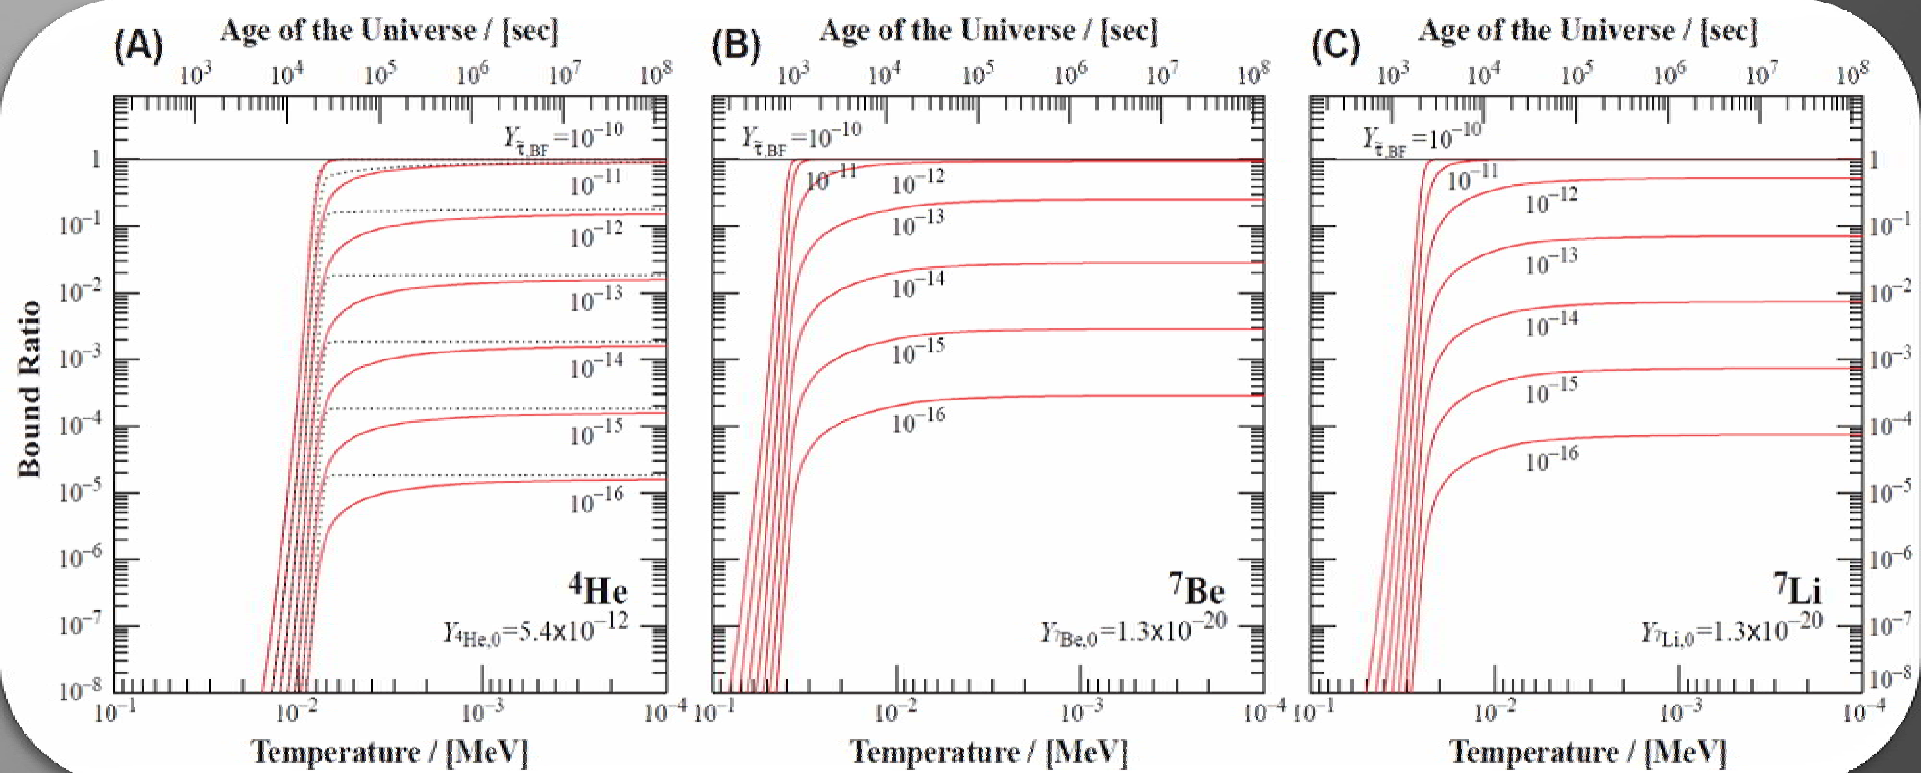 (A) Age of the Universe / [sec]
10³ 10⁴ 10⁵ 10⁶ 10⁷ 10⁸
Bound Ratio
1
10⁻¹
10⁻²
10⁻³
10⁻⁴
10⁻⁵
10⁻⁶
10⁻⁷
10⁻⁸
Y_τ̃,BF=10⁻¹⁰
10⁻¹¹
10⁻¹²
10⁻¹³
10⁻¹⁴
10⁻¹⁵
10⁻¹⁶
⁴He
Y_⁴He,0=5.4x10⁻¹²
10⁻¹ 10⁻² 10⁻³ 10⁻⁴
Temperature / [MeV]
(B) Age of the Universe / [sec]
10³ 10⁴ 10⁵ 10⁶ 10⁷ 10⁸
Y_τ̃,BF=10⁻¹⁰
10⁻¹¹ 10⁻¹²
10⁻¹³
10⁻¹⁴
10⁻¹⁵
10⁻¹⁶
⁷Be
Y_⁷Be,0=1.3x10⁻²⁰
10⁻¹ 10⁻² 10⁻³ 10⁻⁴
Temperature / [MeV]
(C) Age of the Universe / [sec]
10³ 10⁴ 10⁵ 10⁶ 10⁷ 10⁸
Y_τ̃,BF=10⁻¹⁰
10⁻¹¹
10⁻¹²
10⁻¹³
10⁻¹⁴
10⁻¹⁵
10⁻¹⁶
⁷Li
Y_⁷Li,0=1.3x10⁻²⁰
1
10⁻¹
10⁻²
10⁻³
10⁻⁴
10⁻⁵
10⁻⁶
10⁻⁷
10⁻⁸
10⁻¹ 10⁻² 10⁻³ 10⁻⁴
Temperature / [MeV]